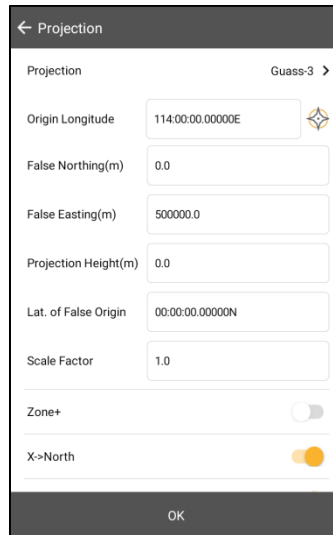 Projection
Projection Guass-3
Origin Longitude 114:00:00.00000E
False Northing(m) 0.0
False Easting(m) 500000.0
Projection Height(m) 0.0
Lat. of False Origin 00:00:00.00000N
Scale Factor 1.0
Zone+
X->North
OK